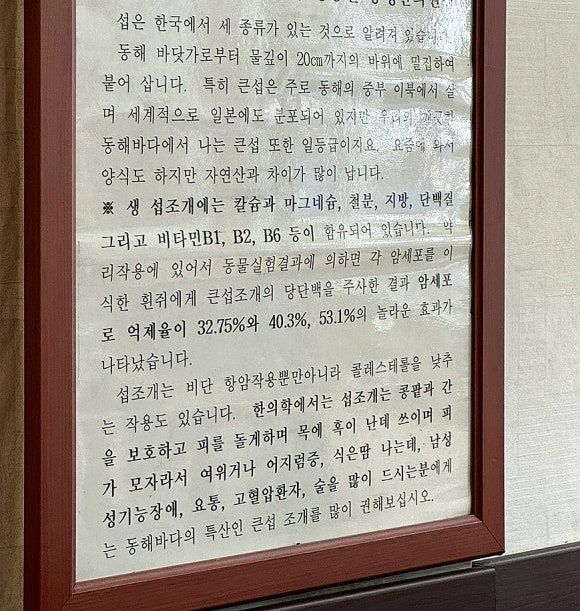 섭은 한국에서 세 종류가 있는 것으로 알려져 있습니다.
동해 바닷가로부터 물깊이 20㎝까지의 바위에 밀집하여
붙어 삽니다. 특히 큰섭은 주로 동해의 중부 이북에서 살
며 세계적으로 일본에도 분포되어 있지만 우리의 깨끗한
동해바다에서 나는 큰섭 또한 일등급이지요. 요즘에 와서
양식도 하지만 자연산과 차이가 많이 납니다.
※ 생 섭조개에는 칼슘과 마그네슘, 철분, 지방, 단백질
그리고 비타민B1, B2, B6 등이 함유되어 있습니다. 약
리작용에 있어서 동물실험결과에 의하면 각 암세포를 이
식한 흰쥐에게 큰섭조개의 당단백을 주사한 결과 암세포
로 억제율이 32.75%와 40.3%, 53.1%의 놀라운 효과가
나타났습니다.
섭조개는 비단 항암작용뿐만아니라 콜레스테롤을 낮추
는 작용도 있습니다. 한의학에서는 섭조개는 콩팥과 간
을 보호하고 피를 돌게하며 목에 혹이 난데 쓰이며 피
가 모자라서 여위거나 어지럼증, 식은땀 나는데, 남성
성기능장애, 요통, 고혈압환자, 술을 많이 드시는분에게
는 동해바다의 특산인 큰섭 조개를 많이 권해보십시오.